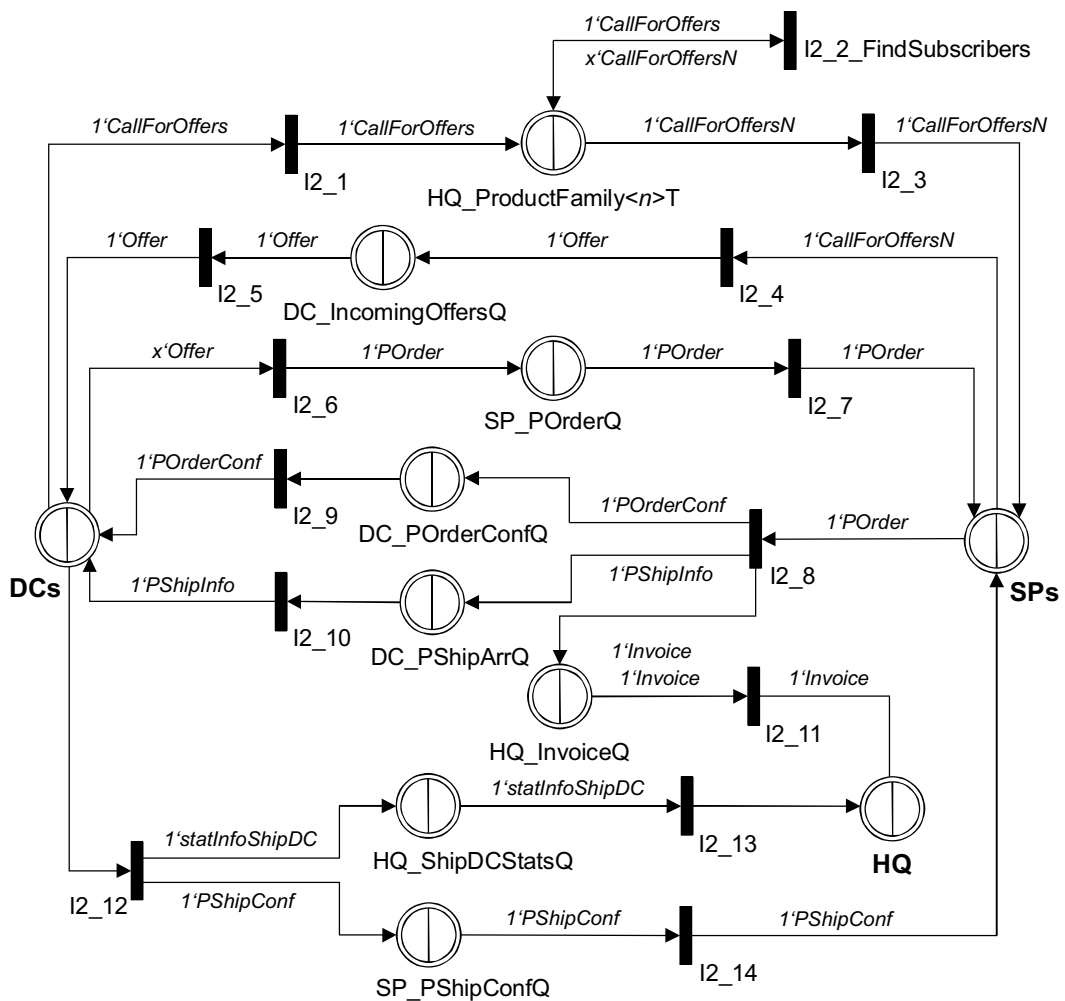 1‘CallForOffers
x‘CallForOffersN
I2_2_FindSubscribers
1‘CallForOffers
I2_1
1‘CallForOffers
HQ_ProductFamily<n>T
1‘CallForOffersN
I2_3
1‘CallForOffersN
1‘Offer
I2_5
1‘Offer
DC_IncomingOffersQ
1‘Offer
I2_4
1‘CallForOffersN
x‘Offer
I2_6
1‘POrder
SP_POrderQ
1‘POrder
I2_7
1‘POrder
1‘POrderConf
I2_9
DC_POrderConfQ
1‘POrderConf
1‘POrder
I2_8
DCs
SPs
1‘PShipInfo
I2_10
DC_PShipArrQ
1‘PShipInfo
1‘Invoice
1‘Invoice
1‘Invoice
HQ_InvoiceQ
I2_11
1‘statInfoShipDC
HQ_ShipDCStatsQ
1‘statInfoShipDC
I2_13
HQ
I2_12
1‘PShipConf
SP_PShipConfQ
1‘PShipConf
I2_14
1‘PShipConf